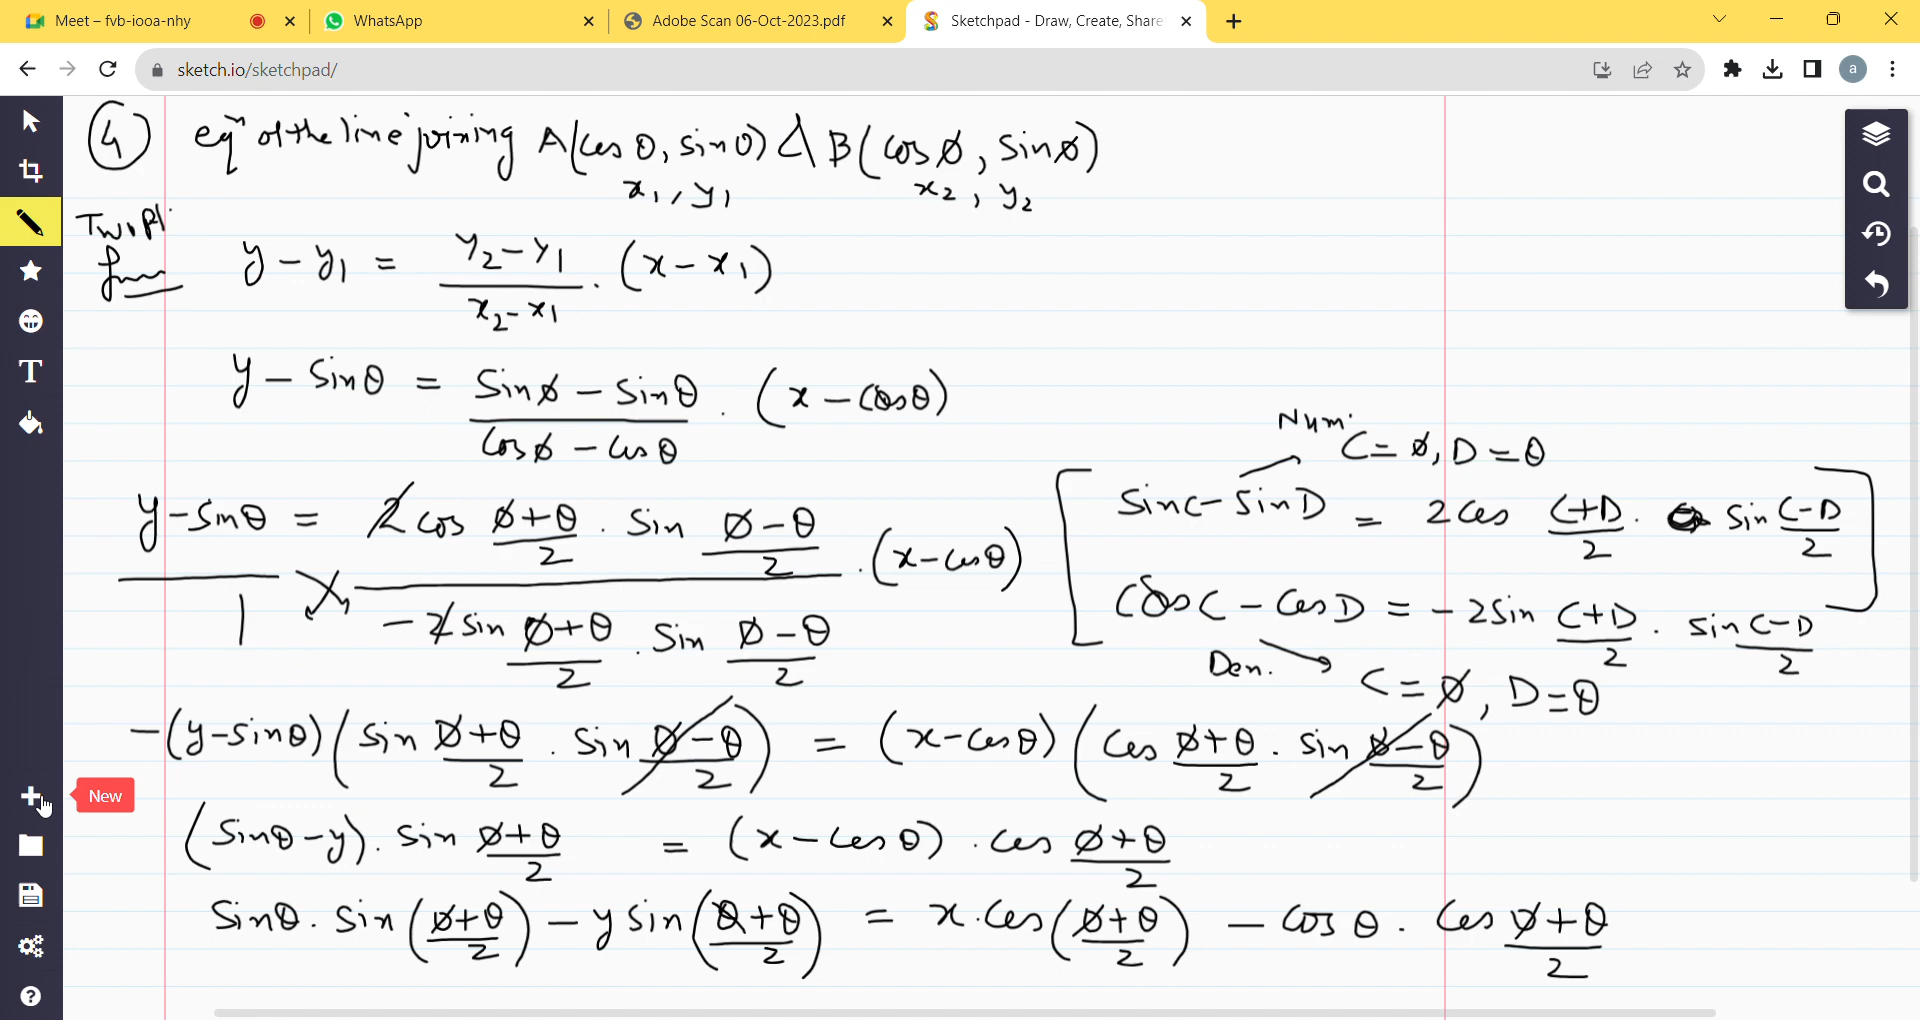 Meet – fvb-iooa-nhy
WhatsApp
Adobe Scan 06-Oct-2023.pdf
Sketchpad - Draw, Create, Share
sketch.io/sketchpad/
a
④ eqⁿ of the line joining A(cos θ, sin θ) & B(cos ø, sin ø)
x₁, y₁ x₂, y₂
Two Pt.
form
y – y₁ = (y₂ – y₁)/(x₂ – x₁) . (x – x₁)
y – sin θ = (sin ø – sin θ)/(cos ø – cos θ) . (x – cos θ)
Num. C = ø, D = θ
(y – sin θ)/1 = (2 cos (ø+θ)/2 . sin (ø–θ)/2)/(–2 sin (ø+θ)/2 . sin (ø–θ)/2) . (x – cos θ)
[ sin C – sin D = 2 cos (C+D)/2 . sin (C–D)/2
cos C – cos D = – 2 sin (C+D)/2 . sin (C–D)/2 ]
Den. C = ø, D = θ
–(y – sin θ)(sin (ø+θ)/2 . sin (ø–θ)/2) = (x – cos θ)(cos (ø+θ)/2 . sin (ø–θ)/2)
New
(sin θ – y) . sin (ø+θ)/2 = (x – cos θ) . cos (ø+θ)/2
sin θ . sin ((ø+θ)/2) – y sin ((θ+θ)/2) = x . cos ((ø+θ)/2) – cos θ . cos (ø+θ)/2
T
?